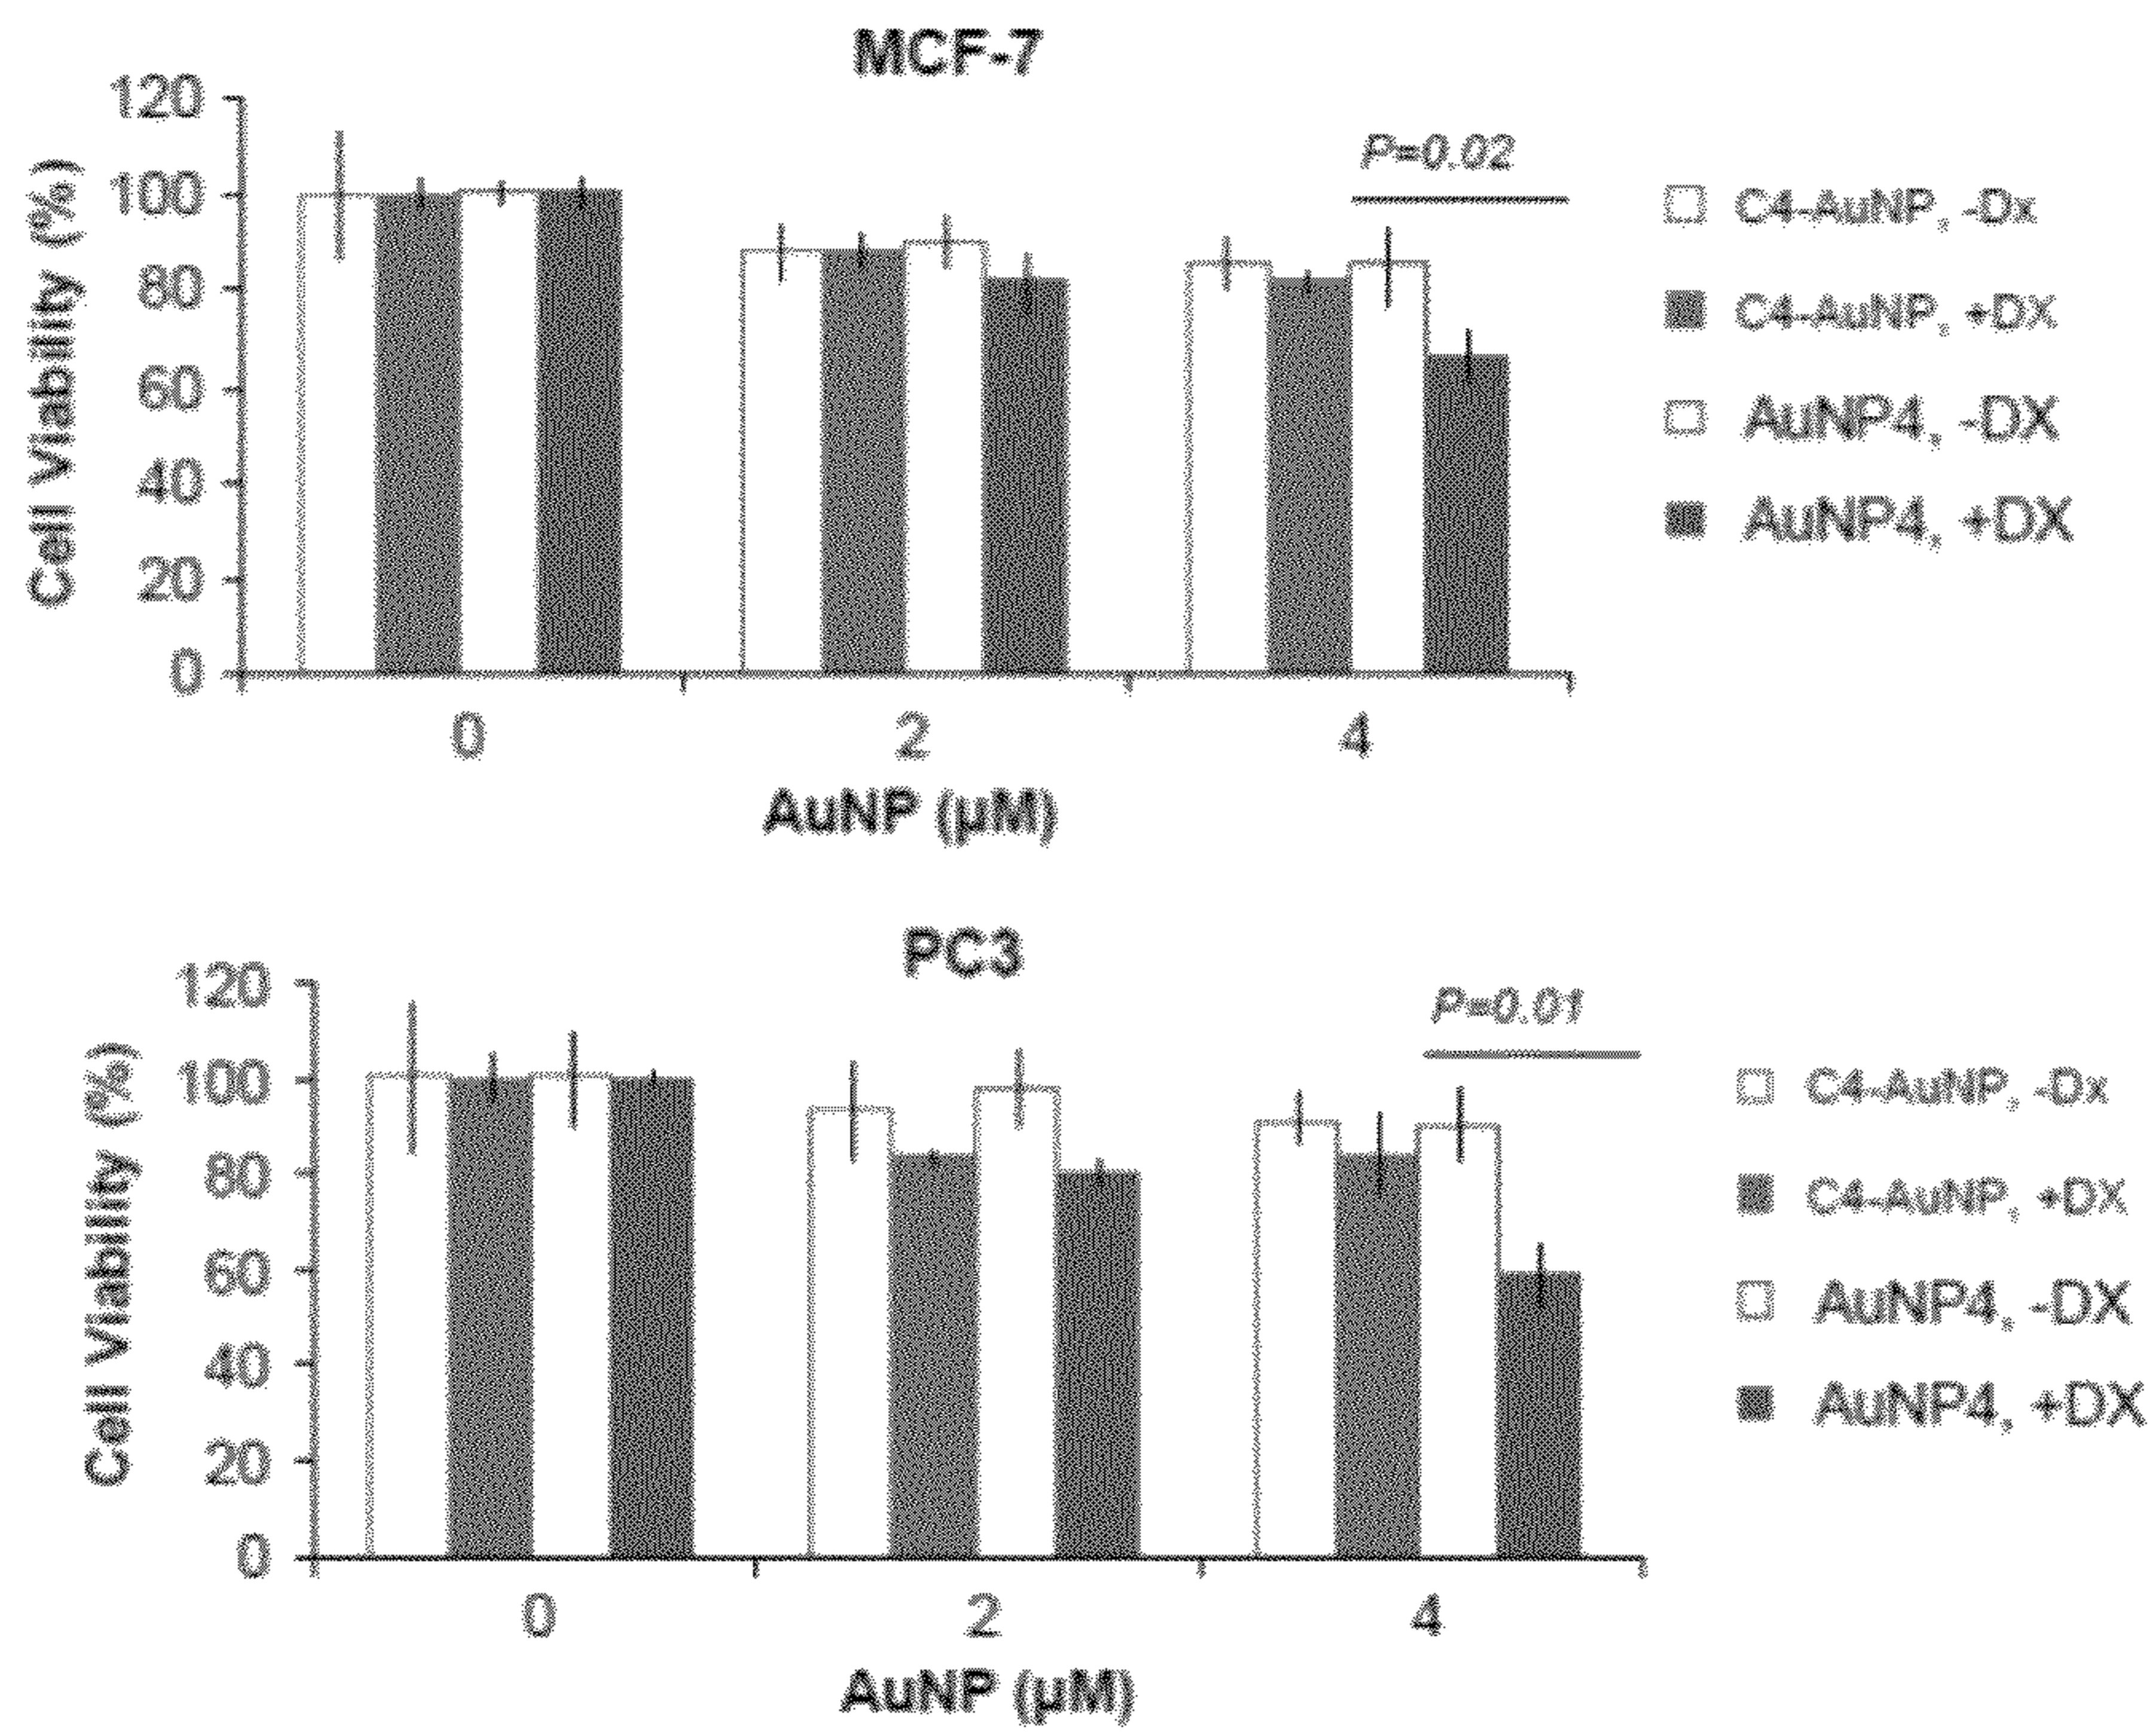 MCF-7
120
100
80
60
40
20
0
Cell Viability (%)
P=0.02
C4-AuNP, -Dx
C4-AuNP, +DX
AuNP4, -DX
AuNP4, +DX
0 2 4
AuNP (µM)
PC3
120
100
80
60
40
20
0
Cell Viability (%)
P=0.01
C4-AuNP, -Dx
C4-AuNP, +DX
AuNP4, -DX
AuNP4, +DX
0 2 4
AuNP (µM)